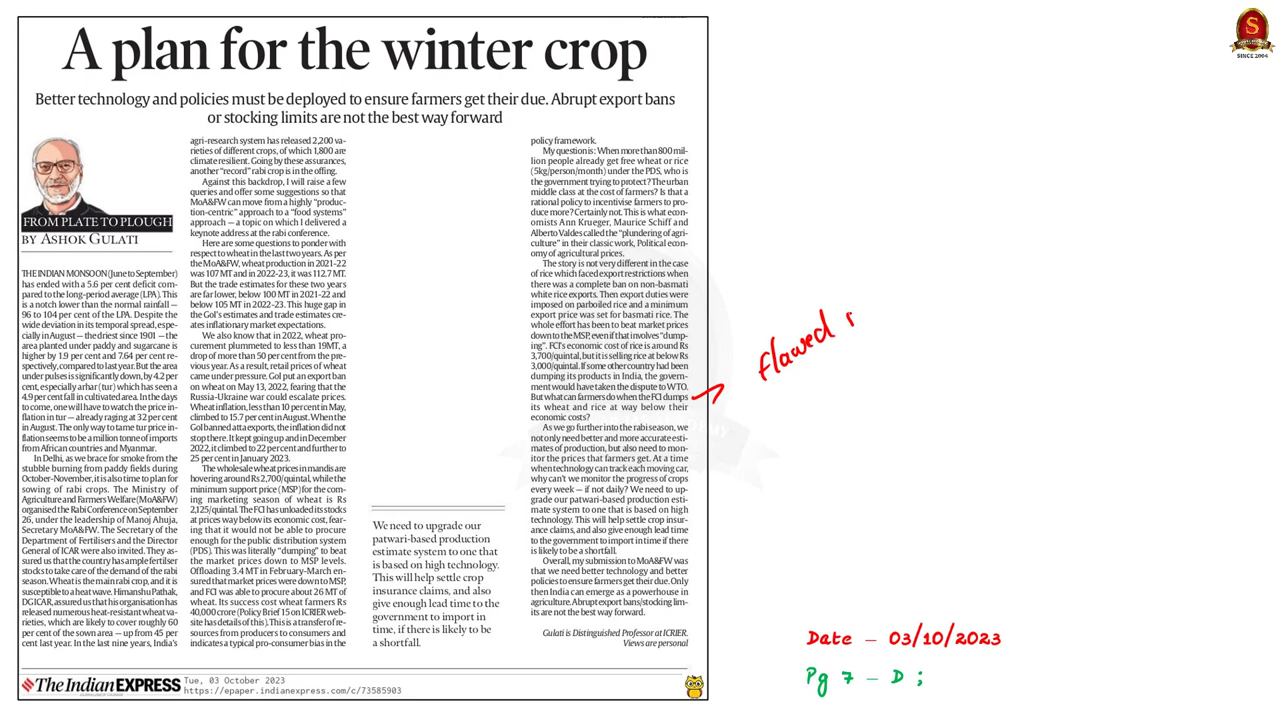 A plan for the winter crop
Better technology and policies must be deployed to ensure farmers get their due. Abrupt export bans
or stocking limits are not the best way forward
FROM PLATE TO PLOUGH
BY ASHOK GULATI
THE INDIAN MONSOON (June to September)
has ended with a 5.6 per cent deficit com-
pared to the long-period average (LPA). This
is a notch lower than the normal rainfall —
96 to 104 per cent of the LPA. Despite the
wide deviation in its temporal spread, espe-
cially in August — the driest since 1901 — the
area planted under paddy and sugarcane is
higher by 1.9 per cent and 7.64 per cent re-
spectively, compared to last year. But the area
under pulses is significantly down, by 4.2 per
cent, especially arhar (tur) which has seen a
4.9 per cent fall in cultivated area. In the days
to come, one will have to watch the price in-
flation in tur — already raging at 32 per cent
in August. The only way to tame tur price in-
flation seems to be a million tonne of imports
from African countries and Myanmar.
In Delhi, as we brace for smoke from the
stubble burning from paddy fields during
October-November, it is also time to plan for
sowing of rabi crops. The Ministry of
Agriculture and Farmers Welfare (MoA&FW)
organised the Rabi Conference on September
26, under the leadership of Manoj Ahuja,
Secretary MoA&FW. The Secretary of the
Department of Fertilisers and the Director
General of ICAR were also invited. They as-
sured us that the country has ample fertilser
stocks to take care of the demand of the rabi
season. Wheat is the main rabi crop, and it is
susceptible to a heat wave. Himanshu Pathak,
DG ICAR, assured us that his organisation has
released numerous heat-resistant wheat va-
rieties, which are likely to cover roughly 60
per cent of the sown area — up from 45 per
cent last year. In the last nine years, India's
agri-research system has released 2,200 va-
rieties of different crops, of which 1,800 are
climate resilient. Going by these assurances,
another "record" rabi crop is in the offing.
Against this backdrop, I will raise a few
queries and offer some suggestions so that
MoA&FW can move from a highly "produc-
tion-centric" approach to a "food systems"
approach — a topic on which I delivered a
keynote address at the rabi conference.
Here are some questions to ponder with
respect to wheat in the last two years. As per
the MoA&FW, wheat production in 2021-22
was 107 MT and in 2022-23, it was 112.7 MT.
But the trade estimates for these two years
are far lower, below 100 MT in 2021-22 and
below 105 MT in 2022-23. This huge gap in
the GoI's estimates and trade estimates cre-
ates inflationary market expectations.
We also know that in 2022, wheat pro-
curement plummeted to less than 19MT, a
drop of more than 50 per cent from the pre-
vious year. As a result, retail prices of wheat
came under pressure. GoI put an export ban
on wheat on May 13, 2022, fearing that the
Russia-Ukraine war could escalate prices.
Wheat inflation, less than 10 per cent in May,
climbed to 15.7 per cent in August. When the
GoI banned atta exports, the inflation did not
stop there. It kept going up and in December
2022, it climbed to 22 per cent and further to
25 per cent in January 2023.
The wholesale wheat prices in mandis are
hovering around Rs 2,700/quintal, while the
minimum support price (MSP) for the com-
ing marketing season of wheat is Rs
2,125/quintal. The FCI has unloaded its stocks
at prices way below its economic cost, fear-
ing that it would not be able to procure
enough for the public distribution system
(PDS). This was literally "dumping" to beat
the market prices down to MSP levels.
Offloading 3.4 MT in February-March en-
sured that market prices were down to MSP,
and FCI was able to procure about 26 MT of
wheat. Its success cost wheat farmers Rs
40,000 crore (Policy Brief 15 on ICRIER web-
site has details of this). This is a transfer of re-
sources from producers to consumers and
indicates a typical pro-consumer bias in the
We need to upgrade our
patwari-based production
estimate system to one that
is based on high technology.
This will help settle crop
insurance claims, and also
give enough lead time to the
government to import in
time, if there is likely to be
a shortfall.
policy framework.
My question is: When more than 800 mil-
lion people already get free wheat or rice
(5kg/person/month) under the PDS, who is
the government trying to protect? The urban
middle class at the cost of farmers? Is that a
rational policy to incentivise farmers to pro-
duce more? Certainly not. This is what econ-
omists Ann Krueger, Maurice Schiff and
Alberto Valdes called the "plundering of agri-
culture" in their classic work, Political econ-
omy of agricultural prices.
The story is not very different in the case
of rice which faced export restrictions when
there was a complete ban on non-basmati
white rice exports. Then export duties were
imposed on parboiled rice and a minimum
export price was set for basmati rice. The
whole effort has been to beat market prices
down to the MSP, even if that involves "dump-
ing". FCI's economic cost of rice is around Rs
3,700/quintal, but it is selling rice at below Rs
3,000/quintal. If some other country had been
dumping its products in India, the govern-
ment would have taken the dispute to WTO.
But what can farmers do when the FCI dumps
its wheat and rice at way below their
economic costs?
As we go further into the rabi season, we
not only need better and more accurate esti-
mates of production, but also need to mon-
itor the prices that farmers get. At a time
when technology can track each moving car,
why can't we monitor the progress of crops
every week — if not daily? We need to up-
grade our patwari-based production esti-
mate system to one that is based on high
technology. This will help settle crop insur-
ance claims, and also give enough lead time
to the government to import in time if there
is likely to be a shortfall.
Overall, my submission to MoA&FW was
that we need better technology and better
policies to ensure farmers get their due. Only
then India can emerge as a powerhouse in
agriculture. Abrupt export bans/stocking lim-
its are not the best way forward.
Gulati is Distinguished Professor at ICRIER.
Views are personal
The Indian EXPRESS
Tue, 03 October 2023
https://epaper.indianexpress.com/c/73585903
flawed
Date – 03/10/2023
Pg 7 – D ;
S
SINCE 2004